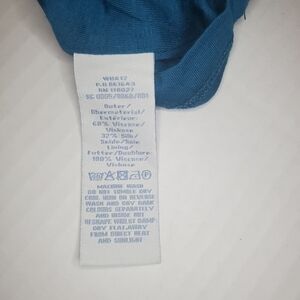 Outer/
Obermaterial/
Extérieur:
68% Viscose/
Viskose
32% Silk/
Seide/Soie
Lining/
Futter/Doublure
100% Viscose/
Viskose
MACHINE WASH
DO NOT TUMBLE DRY
COOL IRON ON REVERSE
WASH AND DRY DARK
COLOURS SEPARATELY
AND INSIDE OUT
RESHAPE WHILST DAMP
DRY FLAT AWAY
FROM DIRECT HEAT
AND SUNLIGHT